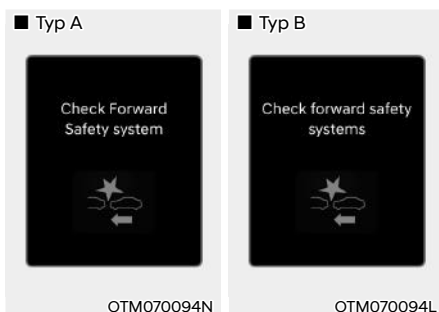 ■ Typ A
Check Forward
Safety system
OTM070094N
■ Typ B
Check forward safety
systems
OTM070094L